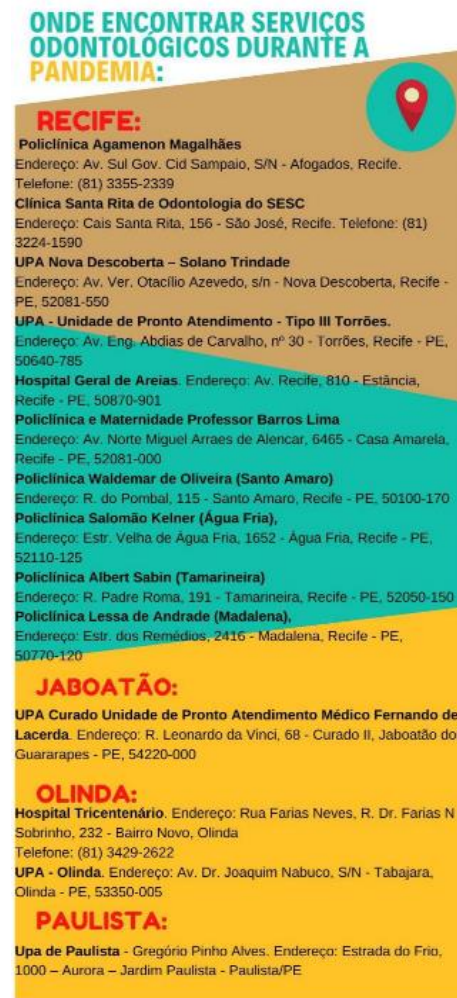 ONDE ENCONTRAR SERVIÇOS
ODONTOLÓGICOS DURANTE A
PANDEMIA:
RECIFE:
Policlínica Agamenon Magalhães
Endereço: Av. Sul Gov. Cid Sampaio, S/N - Afogados, Recife.
Telefone: (81) 3355-2339
Clínica Santa Rita de Odontologia do SESC
Endereço: Cais Santa Rita, 156 - São José, Recife. Telefone: (81)
3224-1590
UPA Nova Descoberta – Solano Trindade
Endereço: Av. Ver. Otacílio Azevedo, s/n - Nova Descoberta, Recife -
PE, 52081-550
UPA - Unidade de Pronto Atendimento - Tipo III Torrões.
Endereço: Av. Eng. Abdias de Carvalho, nº 30 - Torrões, Recife - PE,
50640-785
Hospital Geral de Areias. Endereço: Av. Recife, 810 - Estância,
Recife - PE, 50870-901
Policlínica e Maternidade Professor Barros Lima
Endereço: Av. Norte Miguel Arraes de Alencar, 6465 - Casa Amarela,
Recife - PE, 52081-000
Policlínica Waldemar de Oliveira (Santo Amaro)
Endereço: R. do Pombal, 115 - Santo Amaro, Recife - PE, 50100-170
Policlínica Salomão Kelner (Água Fria),
Endereço: Estr. Velha de Água Fria, 1652 - Água Fria, Recife - PE,
52110-125
Policlínica Albert Sabin (Tamarineira)
Endereço: R. Padre Roma, 191 - Tamarineira, Recife - PE, 52050-150
Policlínica Lessa de Andrade (Madalena),
Endereço: Estr. dos Remédios, 2416 - Madalena, Recife - PE,
50770-120
JABOATÃO:
UPA Curado Unidade de Pronto Atendimento Médico Fernando de
Lacerda. Endereço: R. Leonardo da Vinci, 68 - Curado II, Jaboatão do
Guararapes - PE, 54220-000
OLINDA:
Hospital Tricentenário. Endereço: Rua Farias Neves, R. Dr. Farias N
Sobrinho, 232 - Bairro Novo, Olinda
Telefone: (81) 3429-2622
UPA - Olinda. Endereço: Av. Dr. Joaquim Nabuco, S/N - Tabajara,
Olinda - PE, 53350-005
PAULISTA:
Upa de Paulista - Gregório Pinho Alves. Endereço: Estrada do Frio,
1000 – Aurora – Jardim Paulista - Paulista/PE